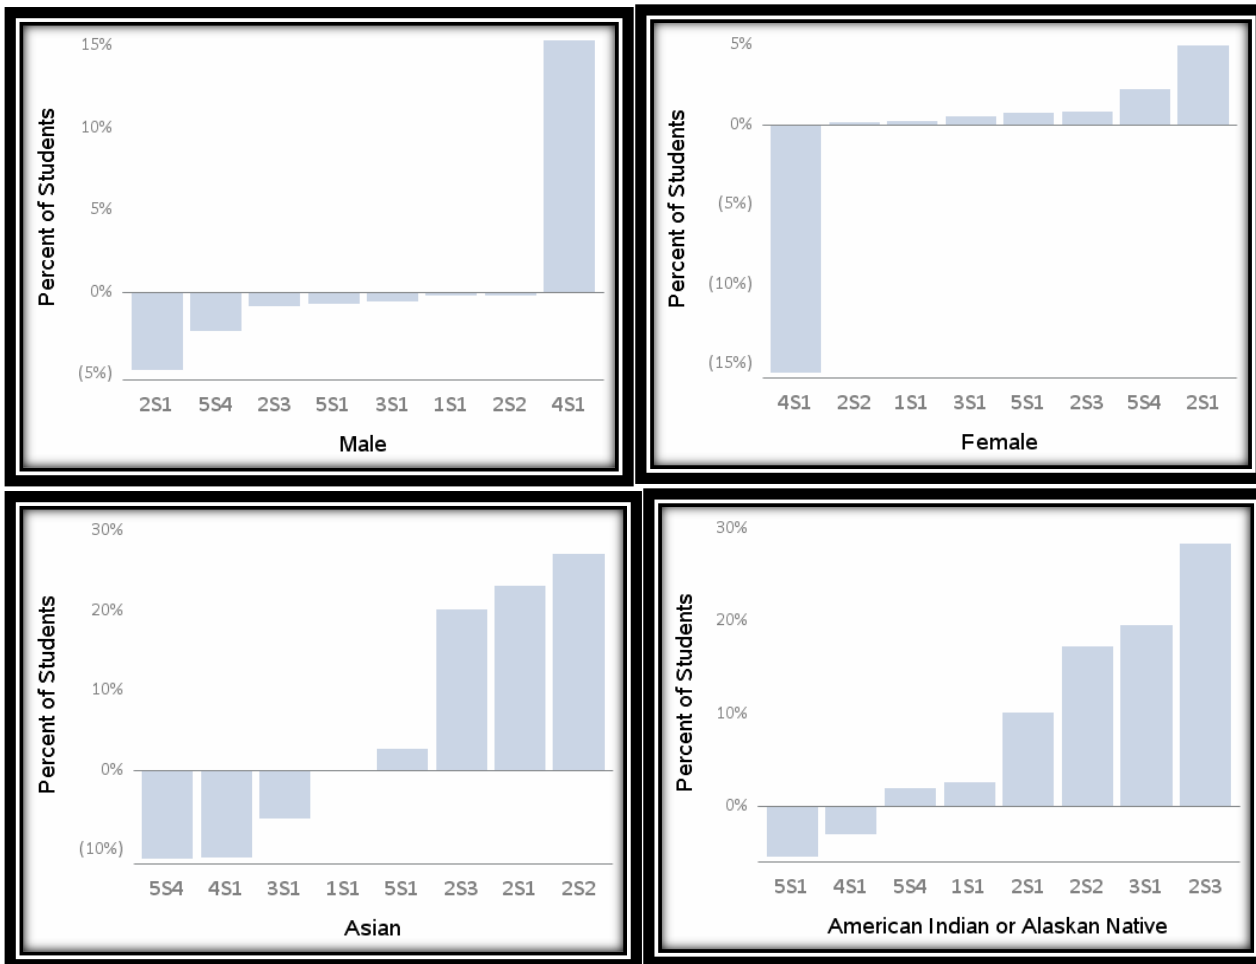 Percent of Students
15%
10%
5%
0%
(5%)
2S1 5S4 2S3 5S1 3S1 1S1 2S2 4S1
Male
Percent of Students
5%
0%
(5%)
(10%)
(15%)
4S1 2S2 1S1 3S1 5S1 2S3 5S4 2S1
Female
Percent of Students
30%
20%
10%
0%
(10%)
5S4 4S1 3S1 1S1 5S1 2S3 2S1 2S2
Asian
Percent of Students
30%
20%
10%
0%
5S1 4S1 5S4 1S1 2S1 2S2 3S1 2S3
American Indian or Alaskan Native